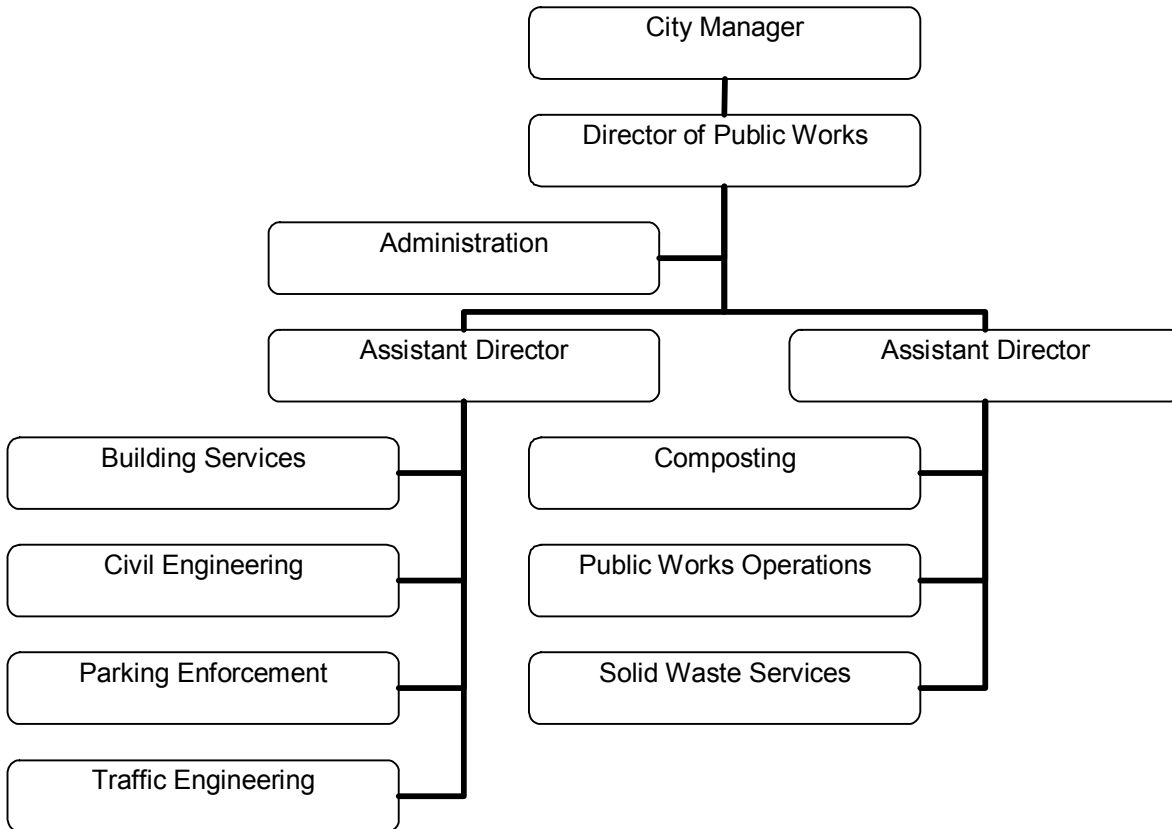 City Manager
Director of Public Works
Administration
Assistant Director
Assistant Director
Building Services
Composting
Civil Engineering
Public Works Operations
Parking Enforcement
Solid Waste Services
Traffic Engineering